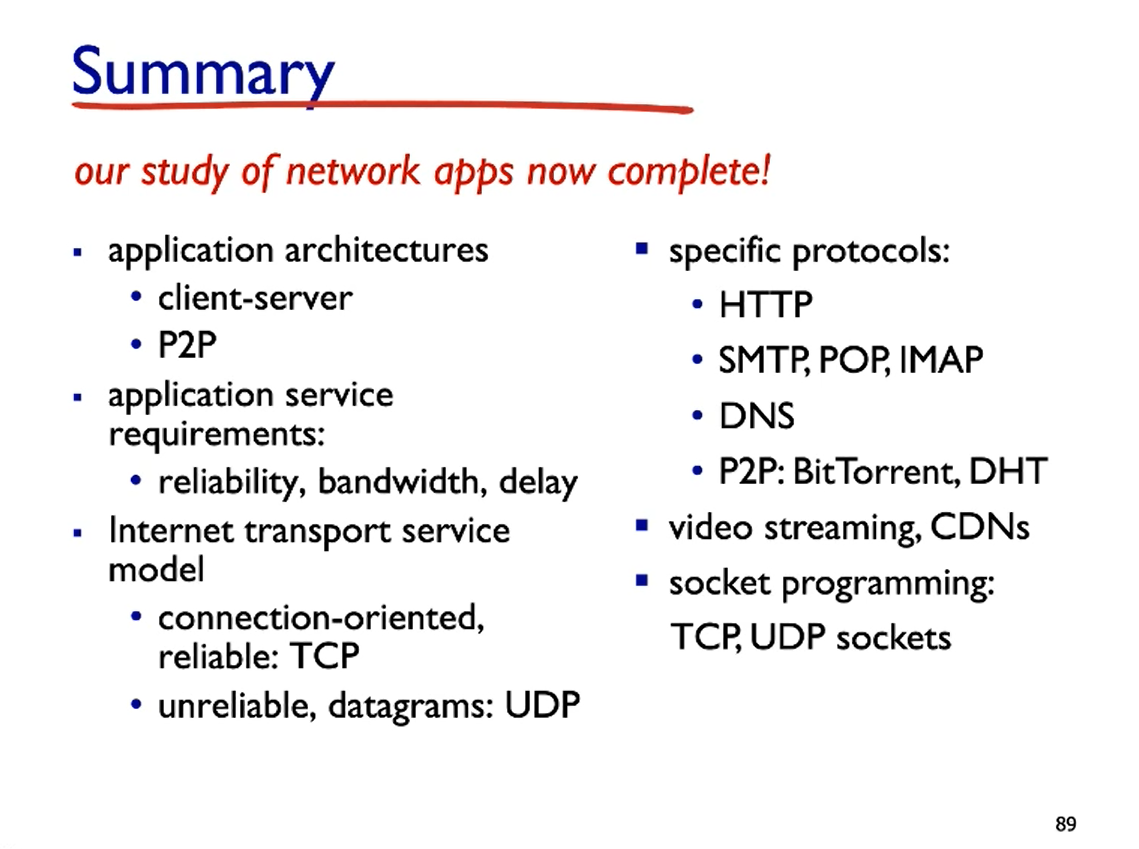 Summary
our study of network apps now complete!
▪ application architectures
• client-server
• P2P
▪ application service
requirements:
• reliability, bandwidth, delay
▪ Internet transport service
model
• connection-oriented,
reliable: TCP
• unreliable, datagrams: UDP
▪ specific protocols:
• HTTP
• SMTP, POP, IMAP
• DNS
• P2P: BitTorrent, DHT
▪ video streaming, CDNs
▪ socket programming:
TCP, UDP sockets
89